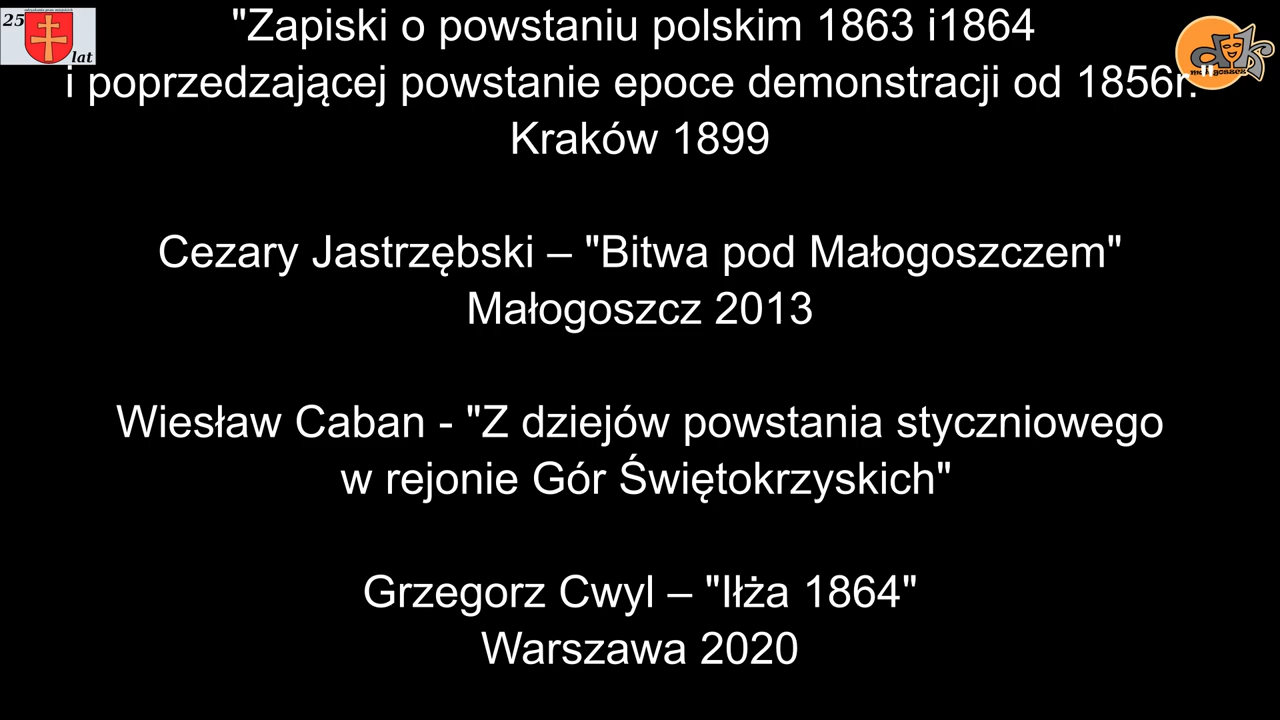 25
lat
"Zapiski o powstaniu polskim 1863 i1864
i poprzedzającej powstanie epoce demonstracji od 1856r."
Kraków 1899
Cezary Jastrzębski – "Bitwa pod Małogoszczem"
Małogoszcz 2013
Wiesław Caban - "Z dziejów powstania styczniowego
w rejonie Gór Świętokrzyskich"
Grzegorz Cwyl – "Iłża 1864"
Warszawa 2020